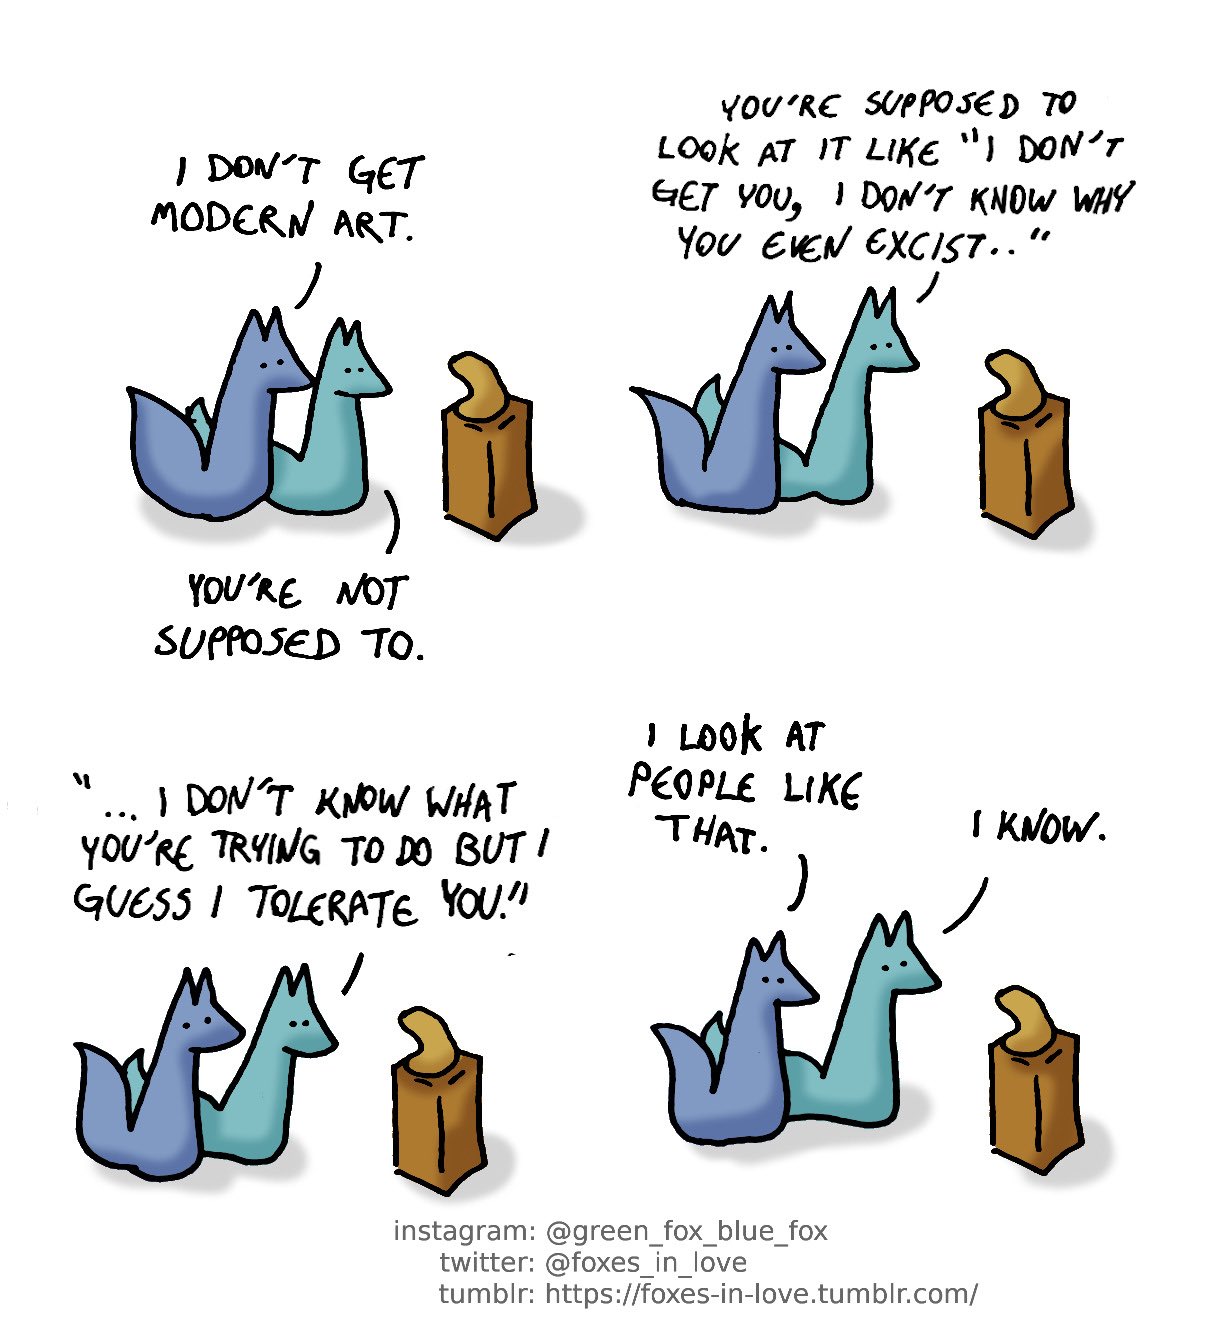 I DON'T GET
MODERN ART.
YOU'RE NOT
SUPPOSED TO.
YOU'RE SUPPOSED TO
LOOK AT IT LIKE "I DON'T
GET YOU, I DON'T KNOW WHY
YOU EVEN EXCIST.."
"... I DON'T KNOW WHAT
YOU'RE TRYING TO DO BUT I
GUESS I TOLERATE YOU."
I LOOK AT
PEOPLE LIKE
THAT.
I KNOW.
instagram: @green_fox_blue_fox
twitter: @foxes_in_love
tumblr: https://foxes-in-love.tumblr.com/